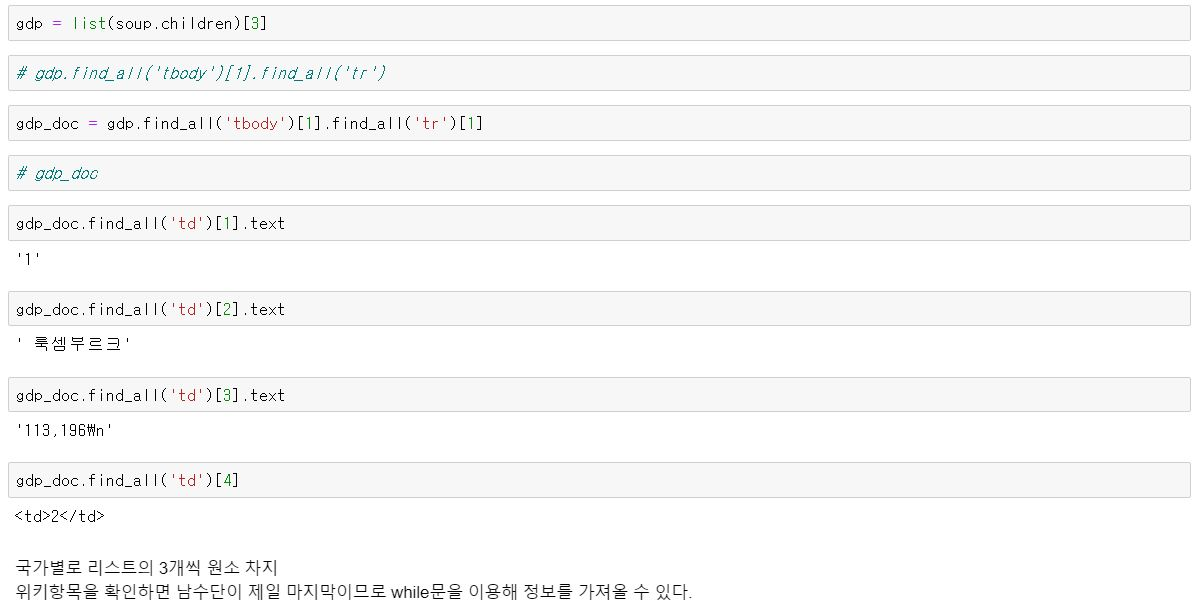 gdp = list(soup.children)[3]
# gdp.find_all('tbody')[1].find_all('tr')
gdp_doc = gdp.find_all('tbody')[1].find_all('tr')[1]
# gdp_doc
gdp_doc.find_all('td')[1].text
'1'
gdp_doc.find_all('td')[2].text
' 룩셈부르크'
gdp_doc.find_all('td')[3].text
'113,196₩n'
gdp_doc.find_all('td')[4]
<td>2</td>
국가별로 리스트의 3개씩 원소 차지
위키항목을 확인하면 남수단이 제일 마지막이므로 while문을 이용해 정보를 가져올 수 있다.